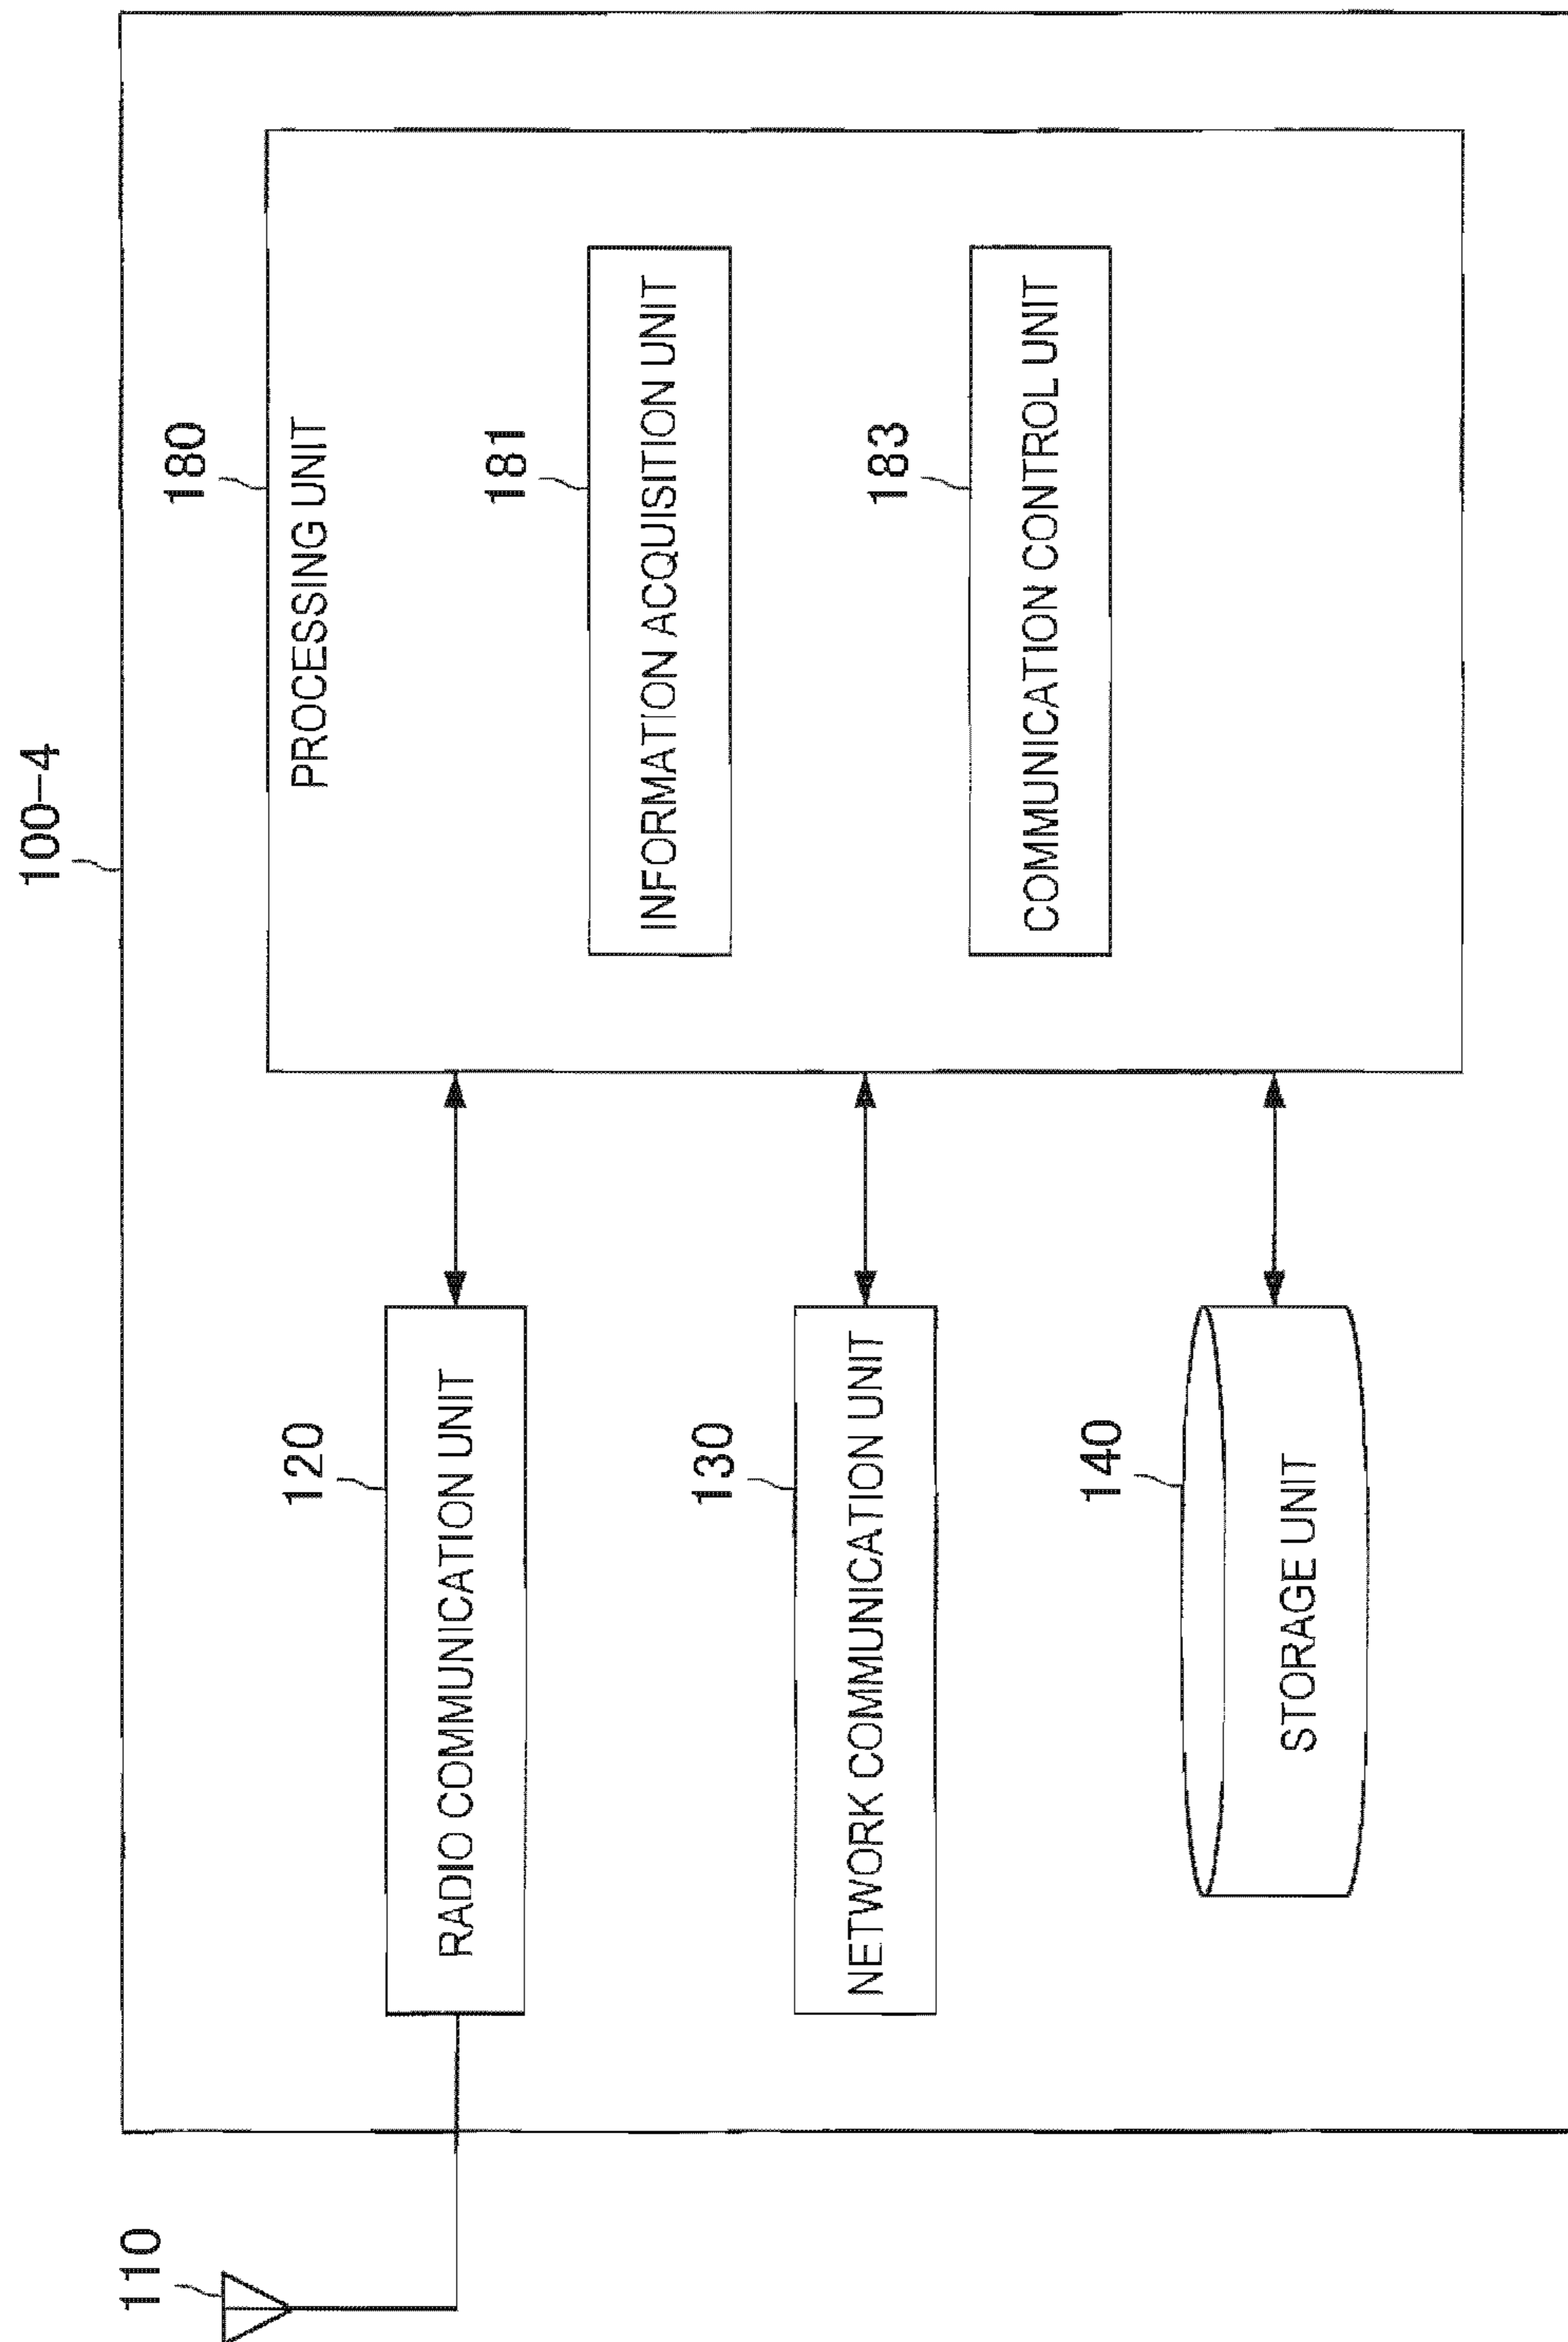 100-4
110
120
RADIO COMMUNICATION UNIT
130
NETWORK COMMUNICATION UNIT
140
STORAGE UNIT
180
PROCESSING UNIT
181
INFORMATION ACQUISITION UNIT
183
COMMUNICATION CONTROL UNIT